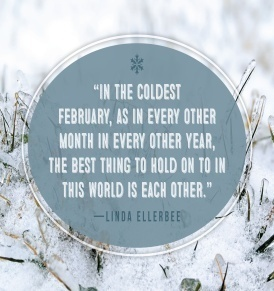 “IN THE COLDEST
FEBRUARY, AS IN EVERY OTHER
MONTH IN EVERY OTHER YEAR,
THE BEST THING TO HOLD ON TO IN
THIS WORLD IS EACH OTHER.”
—LINDA ELLERBEE